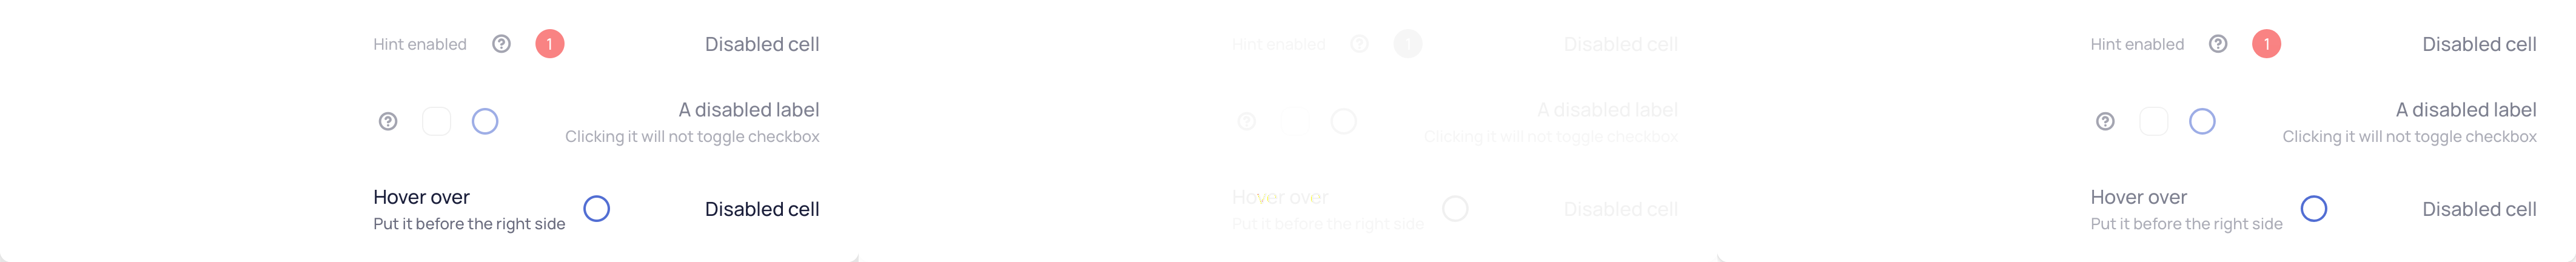 Hint enabled 1 Disabled cell
A disabled label
Clicking it will not toggle checkbox
Hover over
Put it before the right side
Disabled cell
Hint enabled 1 Disabled cell
A disabled label
Clicking it will not toggle checkbox
Hover over
Put it before the right side
Disabled cell
Hint enabled 1 Disabled cell
A disabled label
Clicking it will not toggle checkbox
Hover over
Put it before the right side
Disabled cell